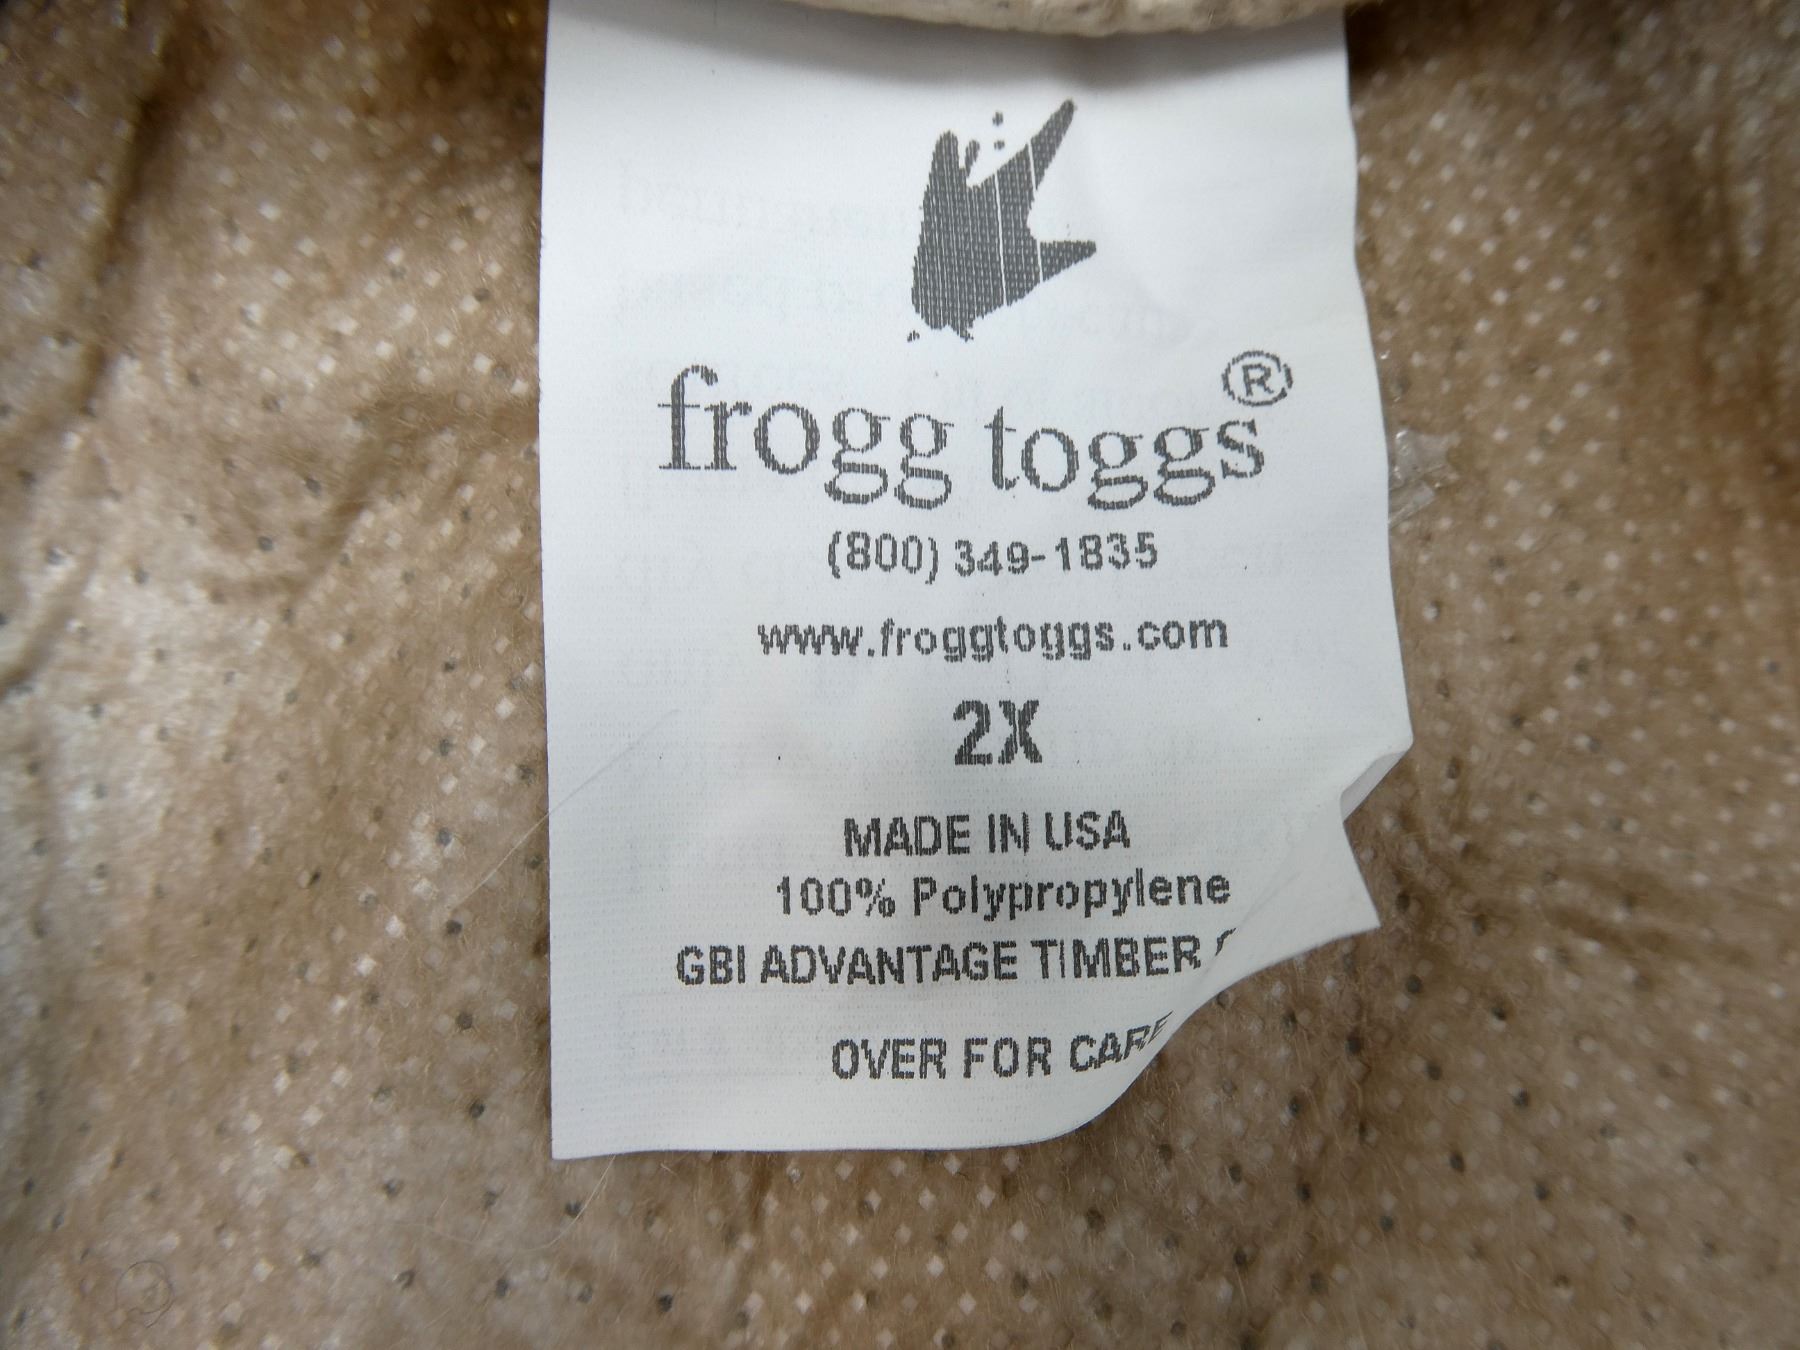 frogg toggs®
(800) 349-1835
www.froggtoggs.com
2X
MADE IN USA
100% Polypropylene
GBI ADVANTAGE TIMBER
OVER FOR CARE